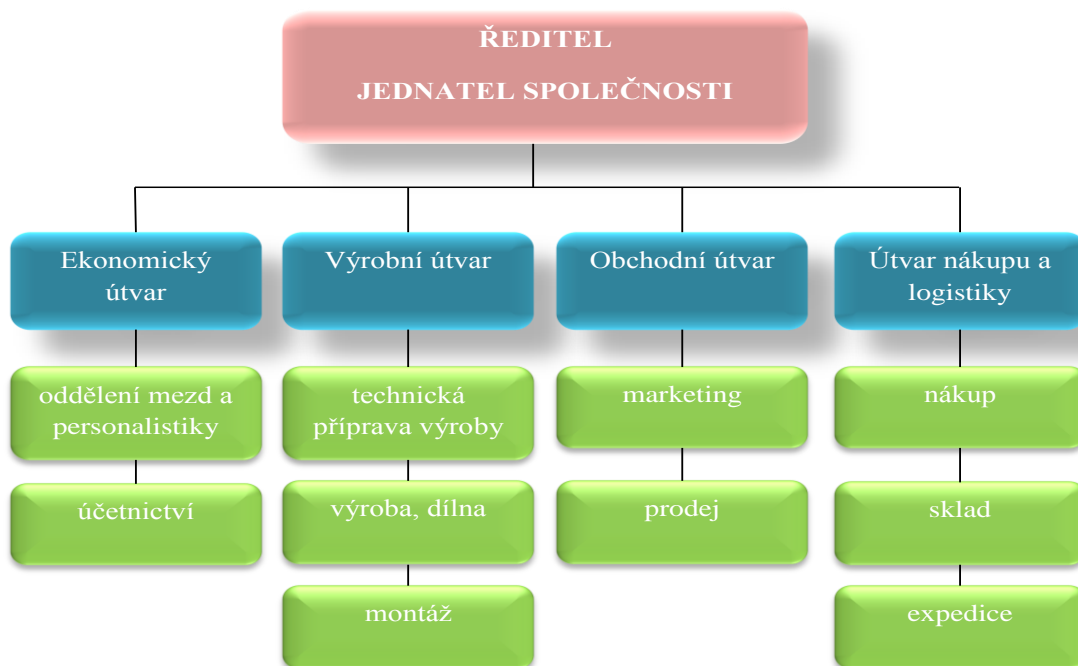 ŘEDITEL
JEDNATEL SPOLEČNOSTI
Ekonomický
útvar
Výrobní útvar
Obchodní útvar
Útvar nákupu a
logistiky
oddělení mezd a
personalistiky
technická
příprava výroby
marketing
nákup
účetnictví
výroba, dílna
prodej
sklad
montáž
expedice